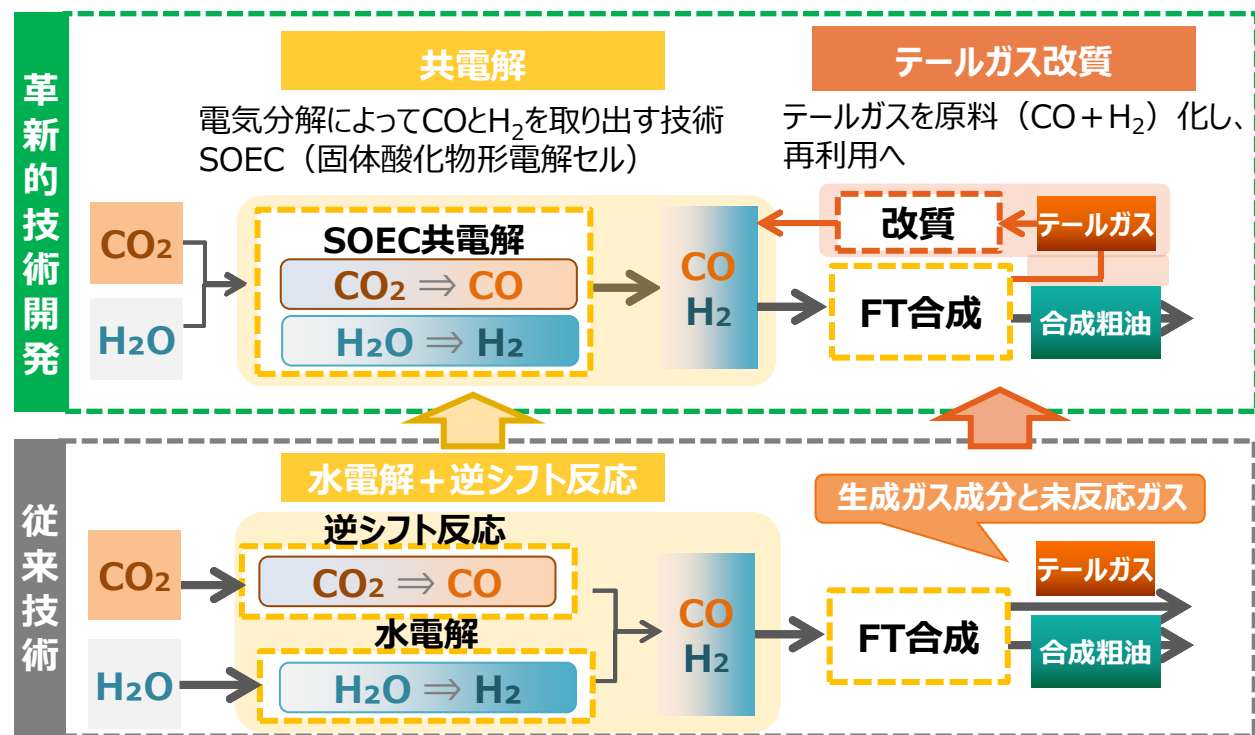 革新的技術開発
共電解
電気分解によってCOとH₂を取り出す技術
SOEC（固体酸化物形電解セル）
テールガス改質
テールガスを原料（CO＋H₂）化し、
再利用へ
CO₂
H₂O
SOEC共電解
CO₂ ⇒ CO
H₂O ⇒ H₂
CO
H₂
改質
テールガス
FT合成
合成粗油
従来技術
水電解＋逆シフト反応
逆シフト反応
CO₂
CO₂ ⇒ CO
水電解
H₂O
H₂O ⇒ H₂
CO
H₂
生成ガス成分と未反応ガス
テールガス
FT合成
合成粗油